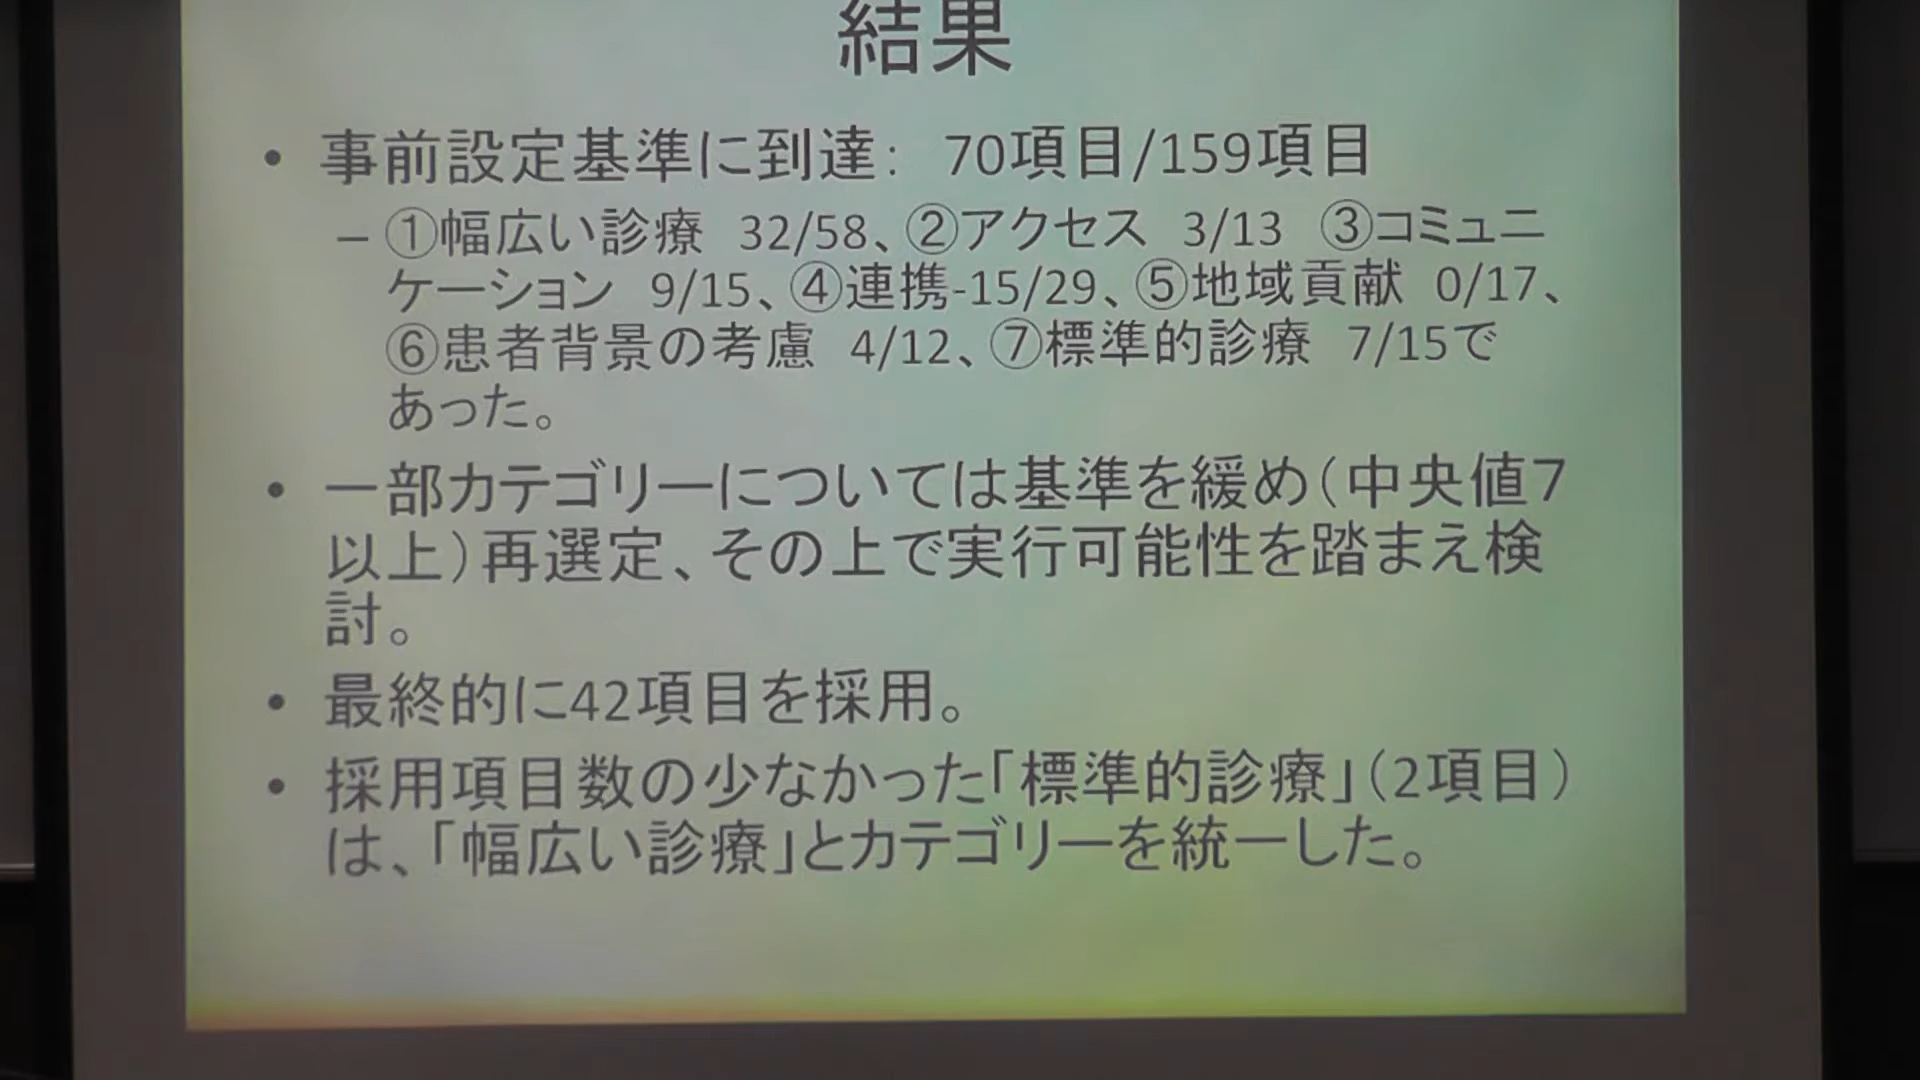 結果
• 事前設定基準に到達： 70項目/159項目
– ①幅広い診療 32/58、②アクセス 3/13 ③コミュニ
ケーション 9/15、④連携-15/29、⑤地域貢献 0/17、
⑥患者背景の考慮 4/12、⑦標準的診療 7/15で
あった。
• 一部カテゴリーについては基準を緩め（中央値7
以上）再選定、その上で実行可能性を踏まえ検
討。
• 最終的に42項目を採用。
• 採用項目数の少なかった「標準的診療」（2項目）
は、「幅広い診療」とカテゴリーを統一した。